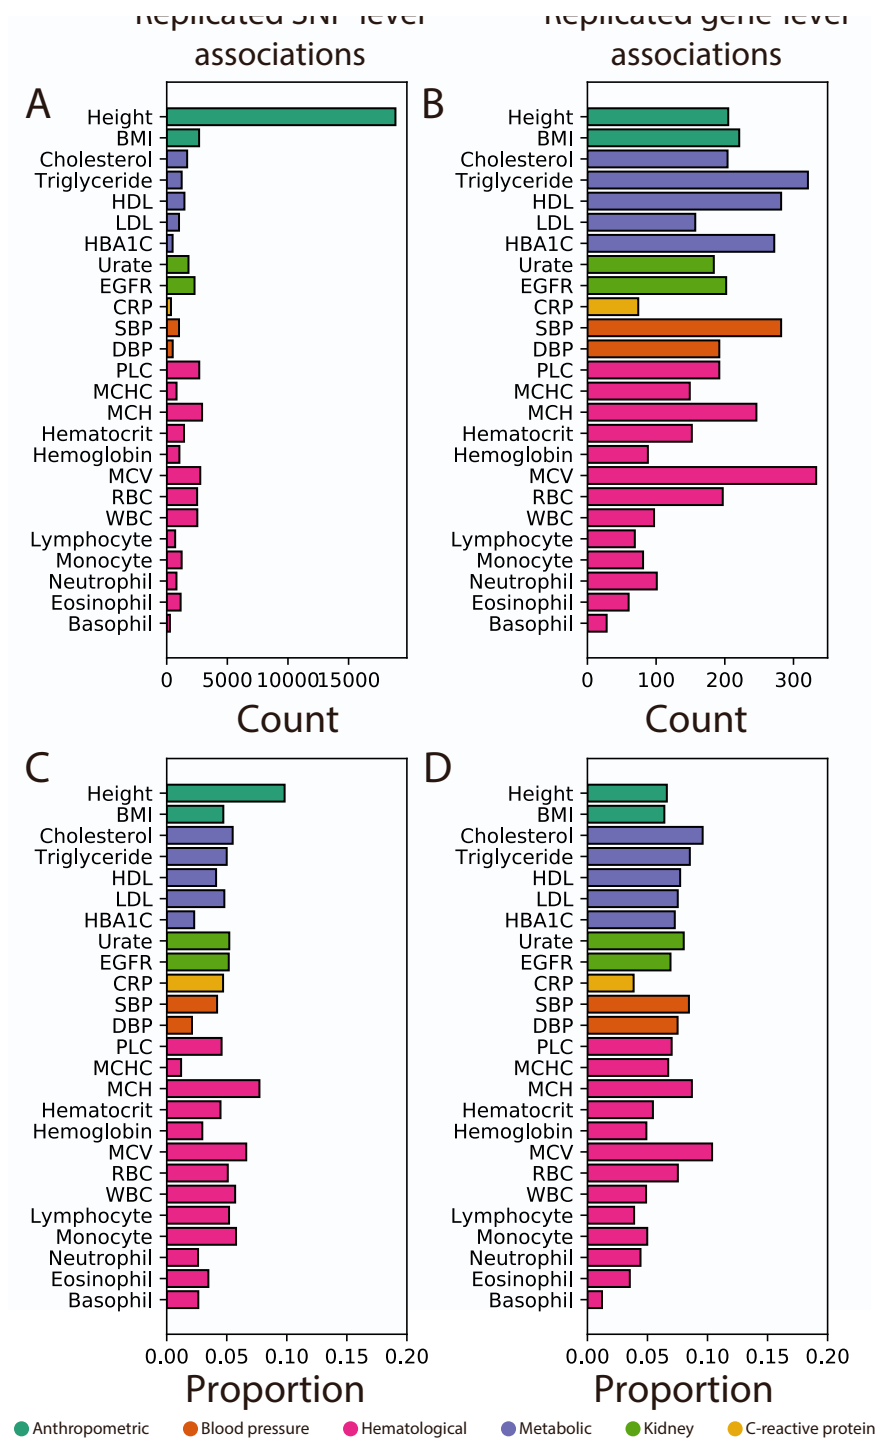 Replicated SNP-level
associations
Replicated gene-level
associations
A
Height
BMI
Cholesterol
Triglyceride
HDL
LDL
HBA1C
Urate
EGFR
CRP
SBP
DBP
PLC
MCHC
MCH
Hematocrit
Hemoglobin
MCV
RBC
WBC
Lymphocyte
Monocyte
Neutrophil
Eosinophil
Basophil
0 5000 10000 15000
Count
B
Height
BMI
Cholesterol
Triglyceride
HDL
LDL
HBA1C
Urate
EGFR
CRP
SBP
DBP
PLC
MCHC
MCH
Hematocrit
Hemoglobin
MCV
RBC
WBC
Lymphocyte
Monocyte
Neutrophil
Eosinophil
Basophil
0 100 200 300
Count
C
Height
BMI
Cholesterol
Triglyceride
HDL
LDL
HBA1C
Urate
EGFR
CRP
SBP
DBP
PLC
MCHC
MCH
Hematocrit
Hemoglobin
MCV
RBC
WBC
Lymphocyte
Monocyte
Neutrophil
Eosinophil
Basophil
0.00 0.05 0.10 0.15 0.20
Proportion
D
Height
BMI
Cholesterol
Triglyceride
HDL
LDL
HBA1C
Urate
EGFR
CRP
SBP
DBP
PLC
MCHC
MCH
Hematocrit
Hemoglobin
MCV
RBC
WBC
Lymphocyte
Monocyte
Neutrophil
Eosinophil
Basophil
0.00 0.05 0.10 0.15 0.20
Proportion
Anthropometric Blood pressure Hematological Metabolic Kidney C-reactive protein